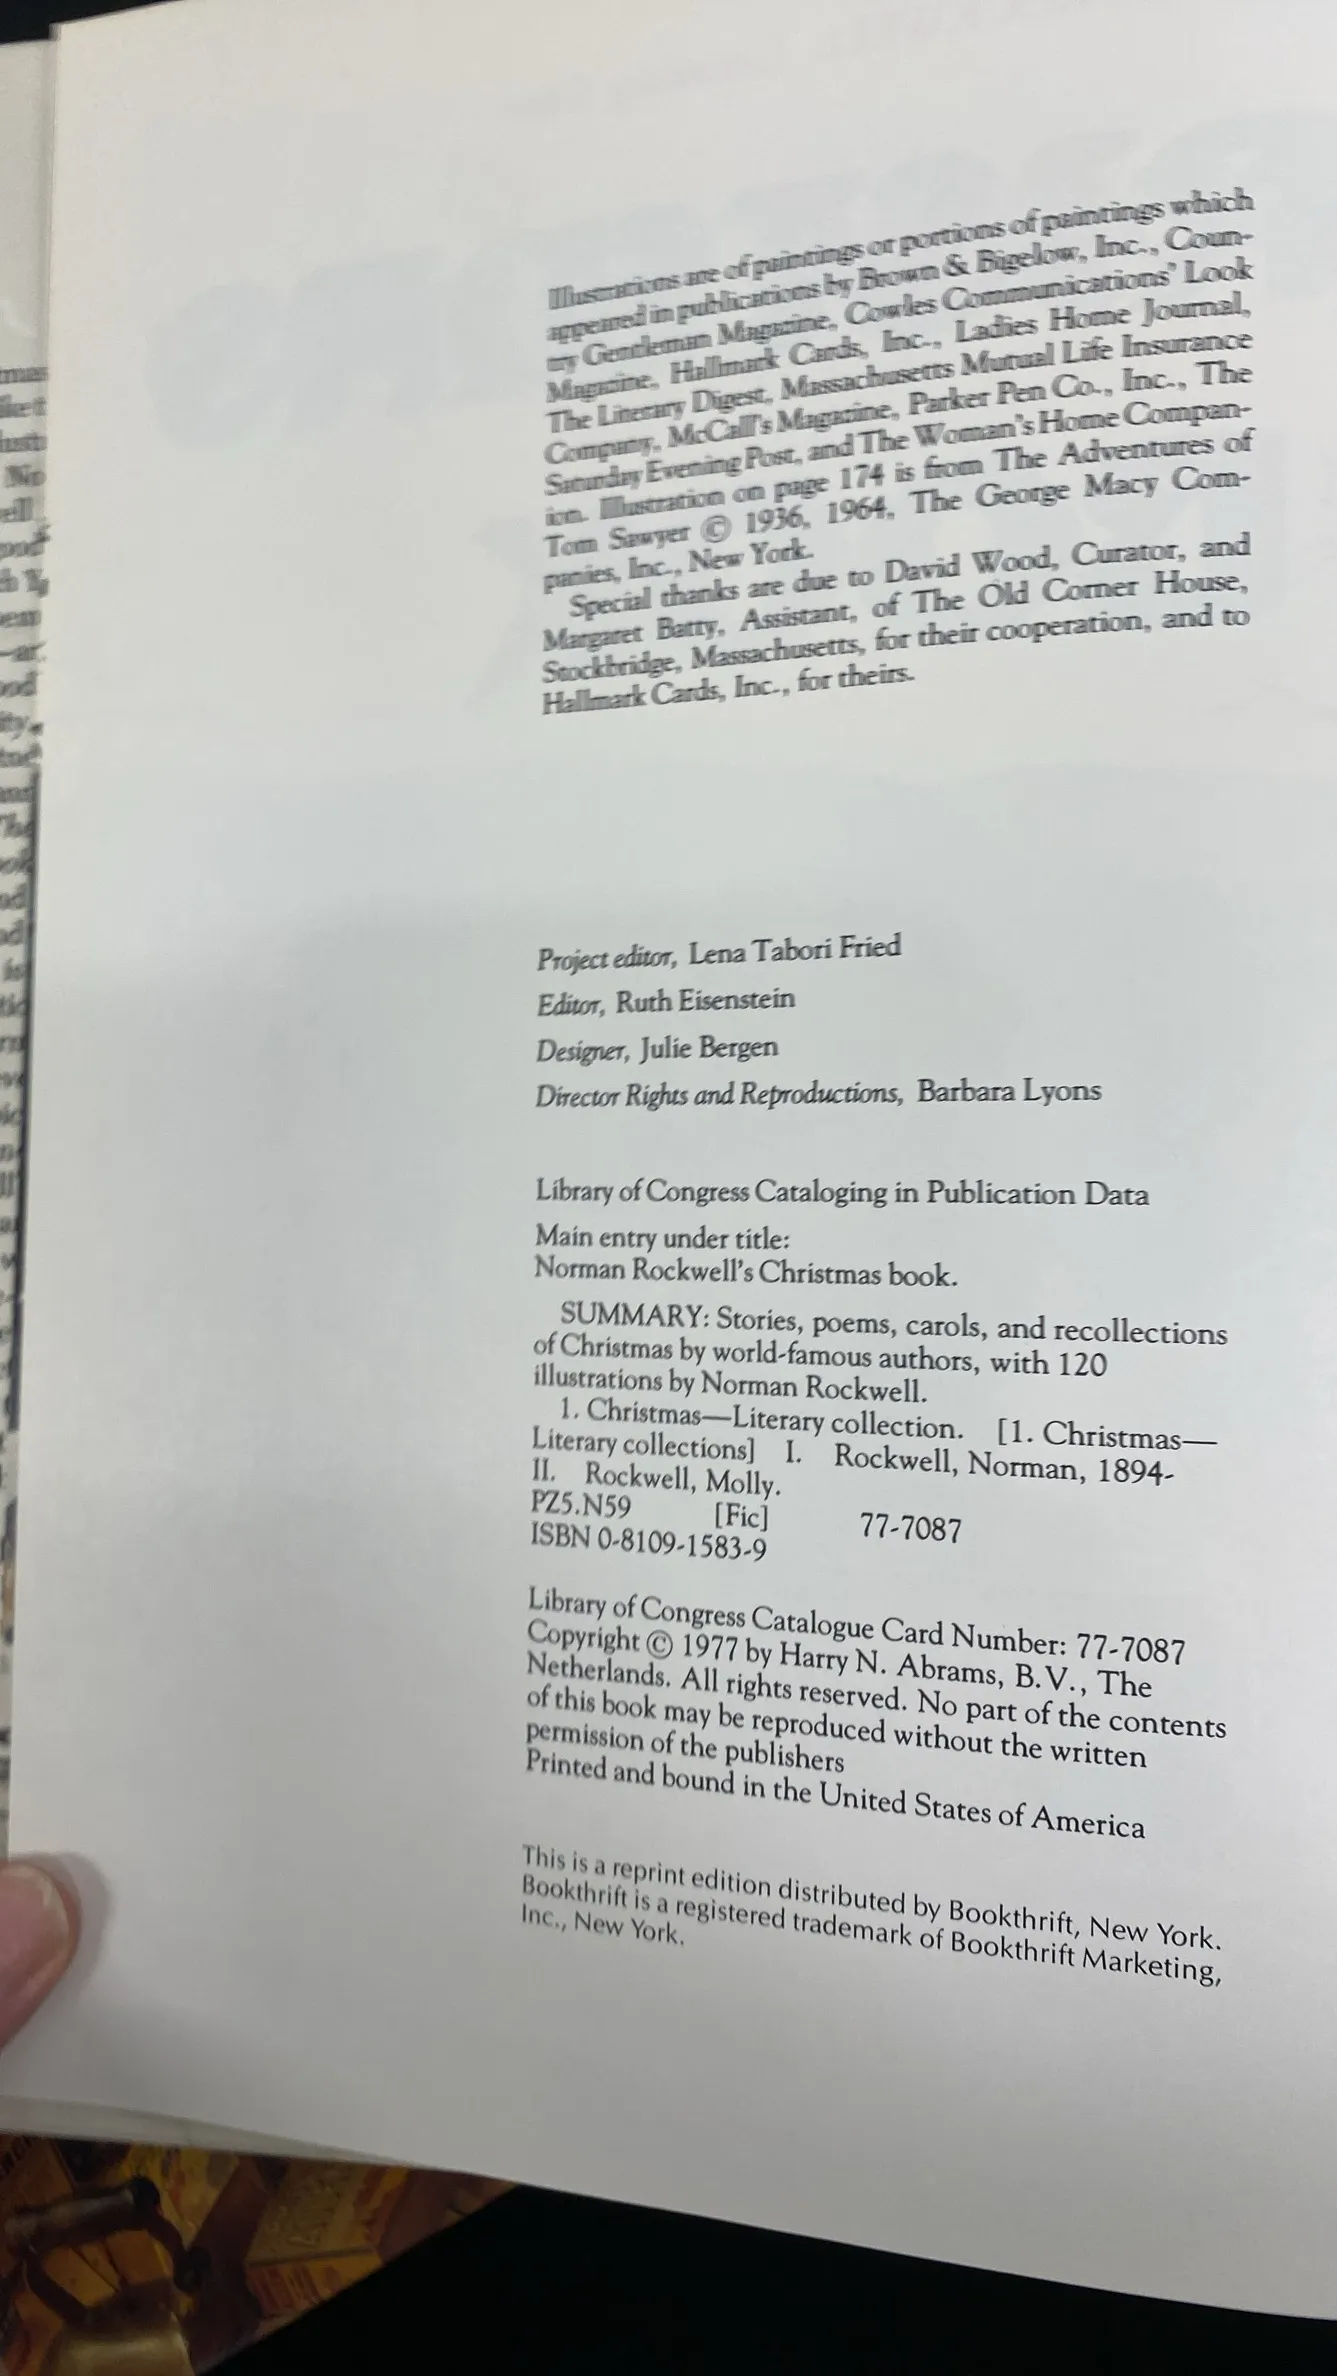 Illustrations are of paintings or portions of paintings which
appeared in publications by Brown & Bigelow, Inc., Coun-
try Gentleman Magazine, Cowles Communications' Look
Magazine, Hallmark Cards, Inc., Ladies Home Journal,
The Literary Digest, Massachusetts Mutual Life Insurance
Company, McCall's Magazine, Parker Pen Co., Inc., The
Saturday Evening Post, and The Woman's Home Compan-
ion. Illustration on page 174 is from The Adventures of
Tom Sawyer © 1936, 1964, The George Macy Com-
panies, Inc., New York.
Special thanks are due to David Wood, Curator, and
Margaret Batty, Assistant, of The Old Corner House,
Stockbridge, Massachusetts, for their cooperation, and to
Hallmark Cards, Inc., for theirs.
Project editor, Lena Tabori Fried
Editor, Ruth Eisenstein
Designer, Julie Bergen
Director Rights and Reproductions, Barbara Lyons
Library of Congress Cataloging in Publication Data
Main entry under title:
Norman Rockwell's Christmas book.
SUMMARY: Stories, poems, carols, and recollections
of Christmas by world-famous authors, with 120
illustrations by Norman Rockwell.
1. Christmas—Literary collection. [1. Christmas—
Literary collections] I. Rockwell, Norman, 1894-
II. Rockwell, Molly.
PZ5.N59 [Fic] 77-7087
ISBN 0-8109-1583-9
Library of Congress Catalogue Card Number: 77-7087
Copyright © 1977 by Harry N. Abrams, B.V., The
Netherlands. All rights reserved. No part of the contents
of this book may be reproduced without the written
permission of the publishers
Printed and bound in the United States of America
This is a reprint edition distributed by Bookthrift, New York.
Bookthrift is a registered trademark of Bookthrift Marketing,
Inc., New York.